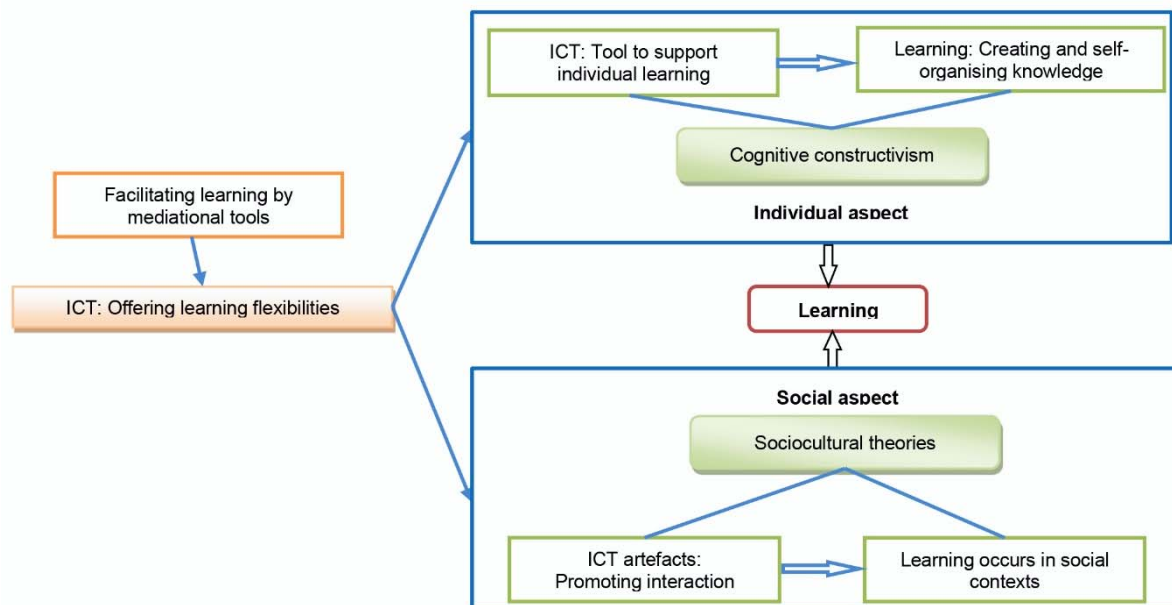 ICT: Tool to support
individual learning
Learning: Creating and self-
organising knowledge
Cognitive constructivism
Individual aspect
Facilitating learning by
mediational tools
ICT: Offering learning flexibilities
Learning
Social aspect
Sociocultural theories
ICT artefacts:
Promoting interaction
Learning occurs in social
contexts